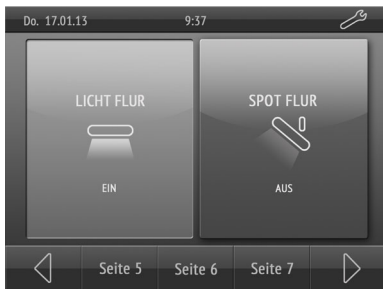 Do. 17.01.13 9:37
LICHT FLUR SPOT FLUR
EIN AUS
Seite 5 Seite 6 Seite 7